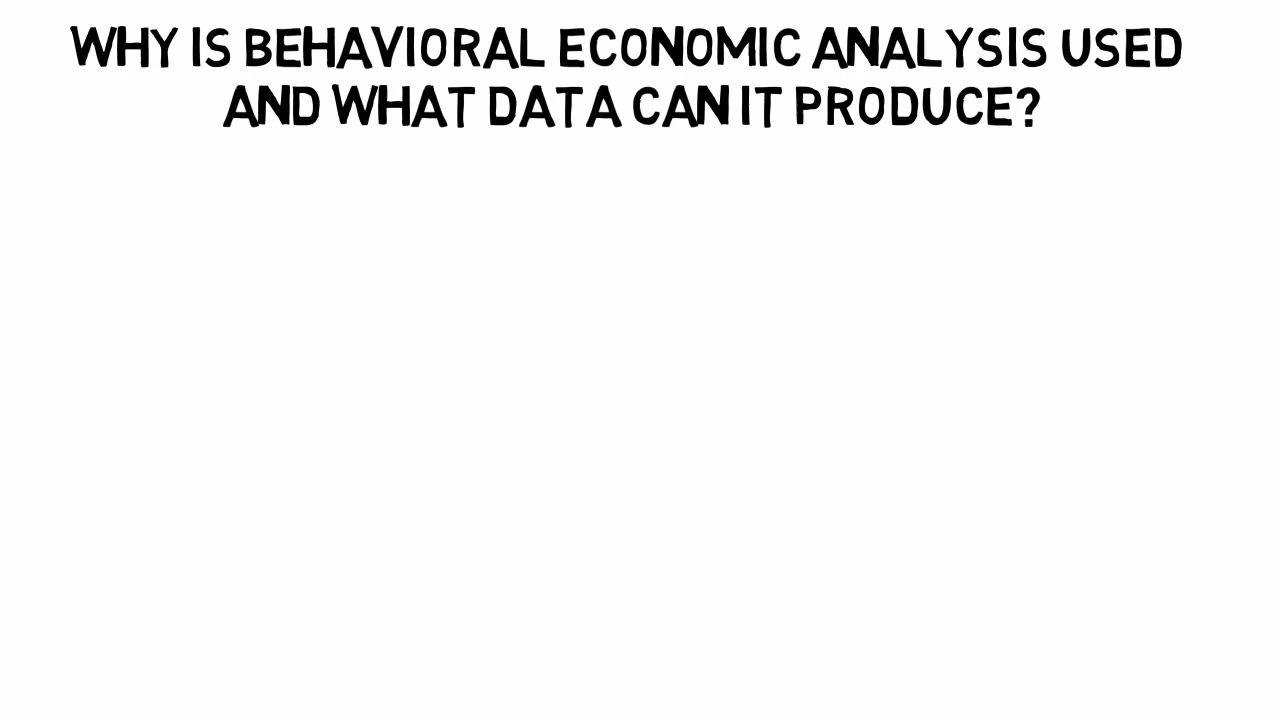 WHY IS BEHAVIORAL ECONOMIC ANALYSIS USED
AND WHAT DATA CAN IT PRODUCE?